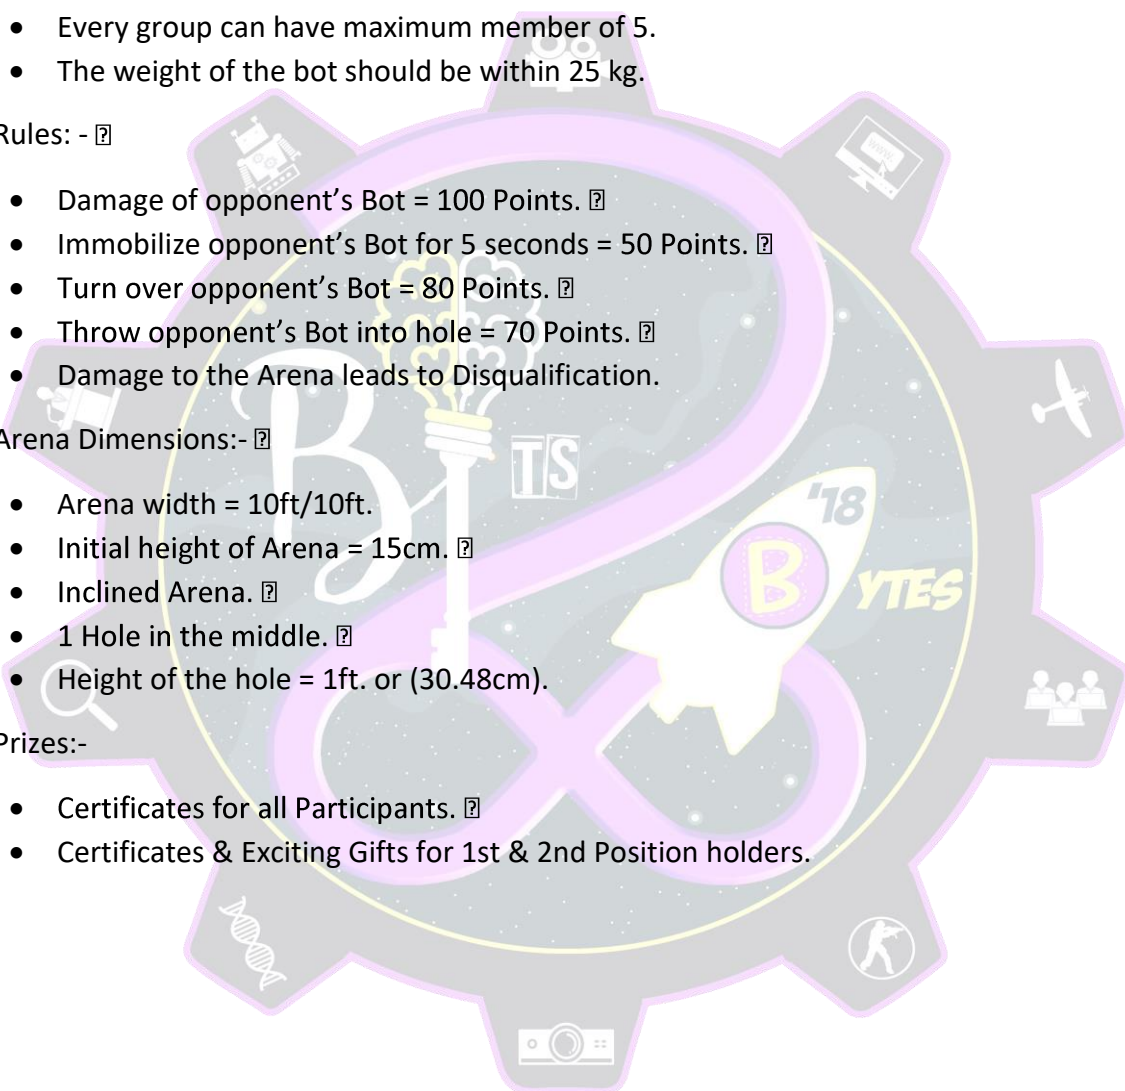 • Every group can have maximum member of 5.
• The weight of the bot should be within 25 kg.
Rules: - ⍰
• Damage of opponent’s Bot = 100 Points. ⍰
• Immobilize opponent’s Bot for 5 seconds = 50 Points. ⍰
• Turn over opponent’s Bot = 80 Points. ⍰
• Throw opponent’s Bot into hole = 70 Points. ⍰
• Damage to the Arena leads to Disqualification.
Arena Dimensions:- ⍰
• Arena width = 10ft/10ft.
• Initial height of Arena = 15cm. ⍰
• Inclined Arena. ⍰
• 1 Hole in the middle. ⍰
• Height of the hole = 1ft. or (30.48cm).
Prizes:-
• Certificates for all Participants. ⍰
• Certificates & Exciting Gifts for 1st & 2nd Position holders.
www.
B
TS
'18
B
YTES